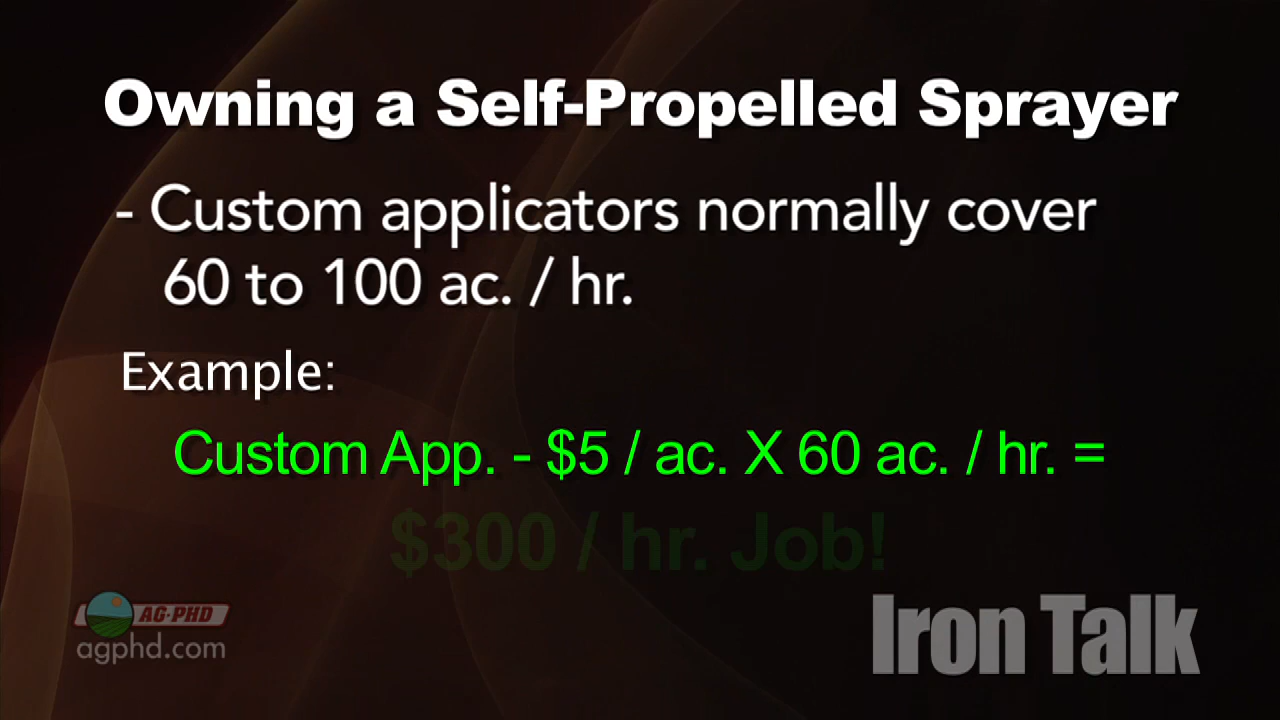 Owning a Self-Propelled Sprayer
- Custom applicators normally cover
60 to 100 ac. / hr.
Example:
Custom App. - $5 / ac. X 60 ac. / hr. =
$300 / hr. Job!
AG-PHD
agphd.com
Iron Talk